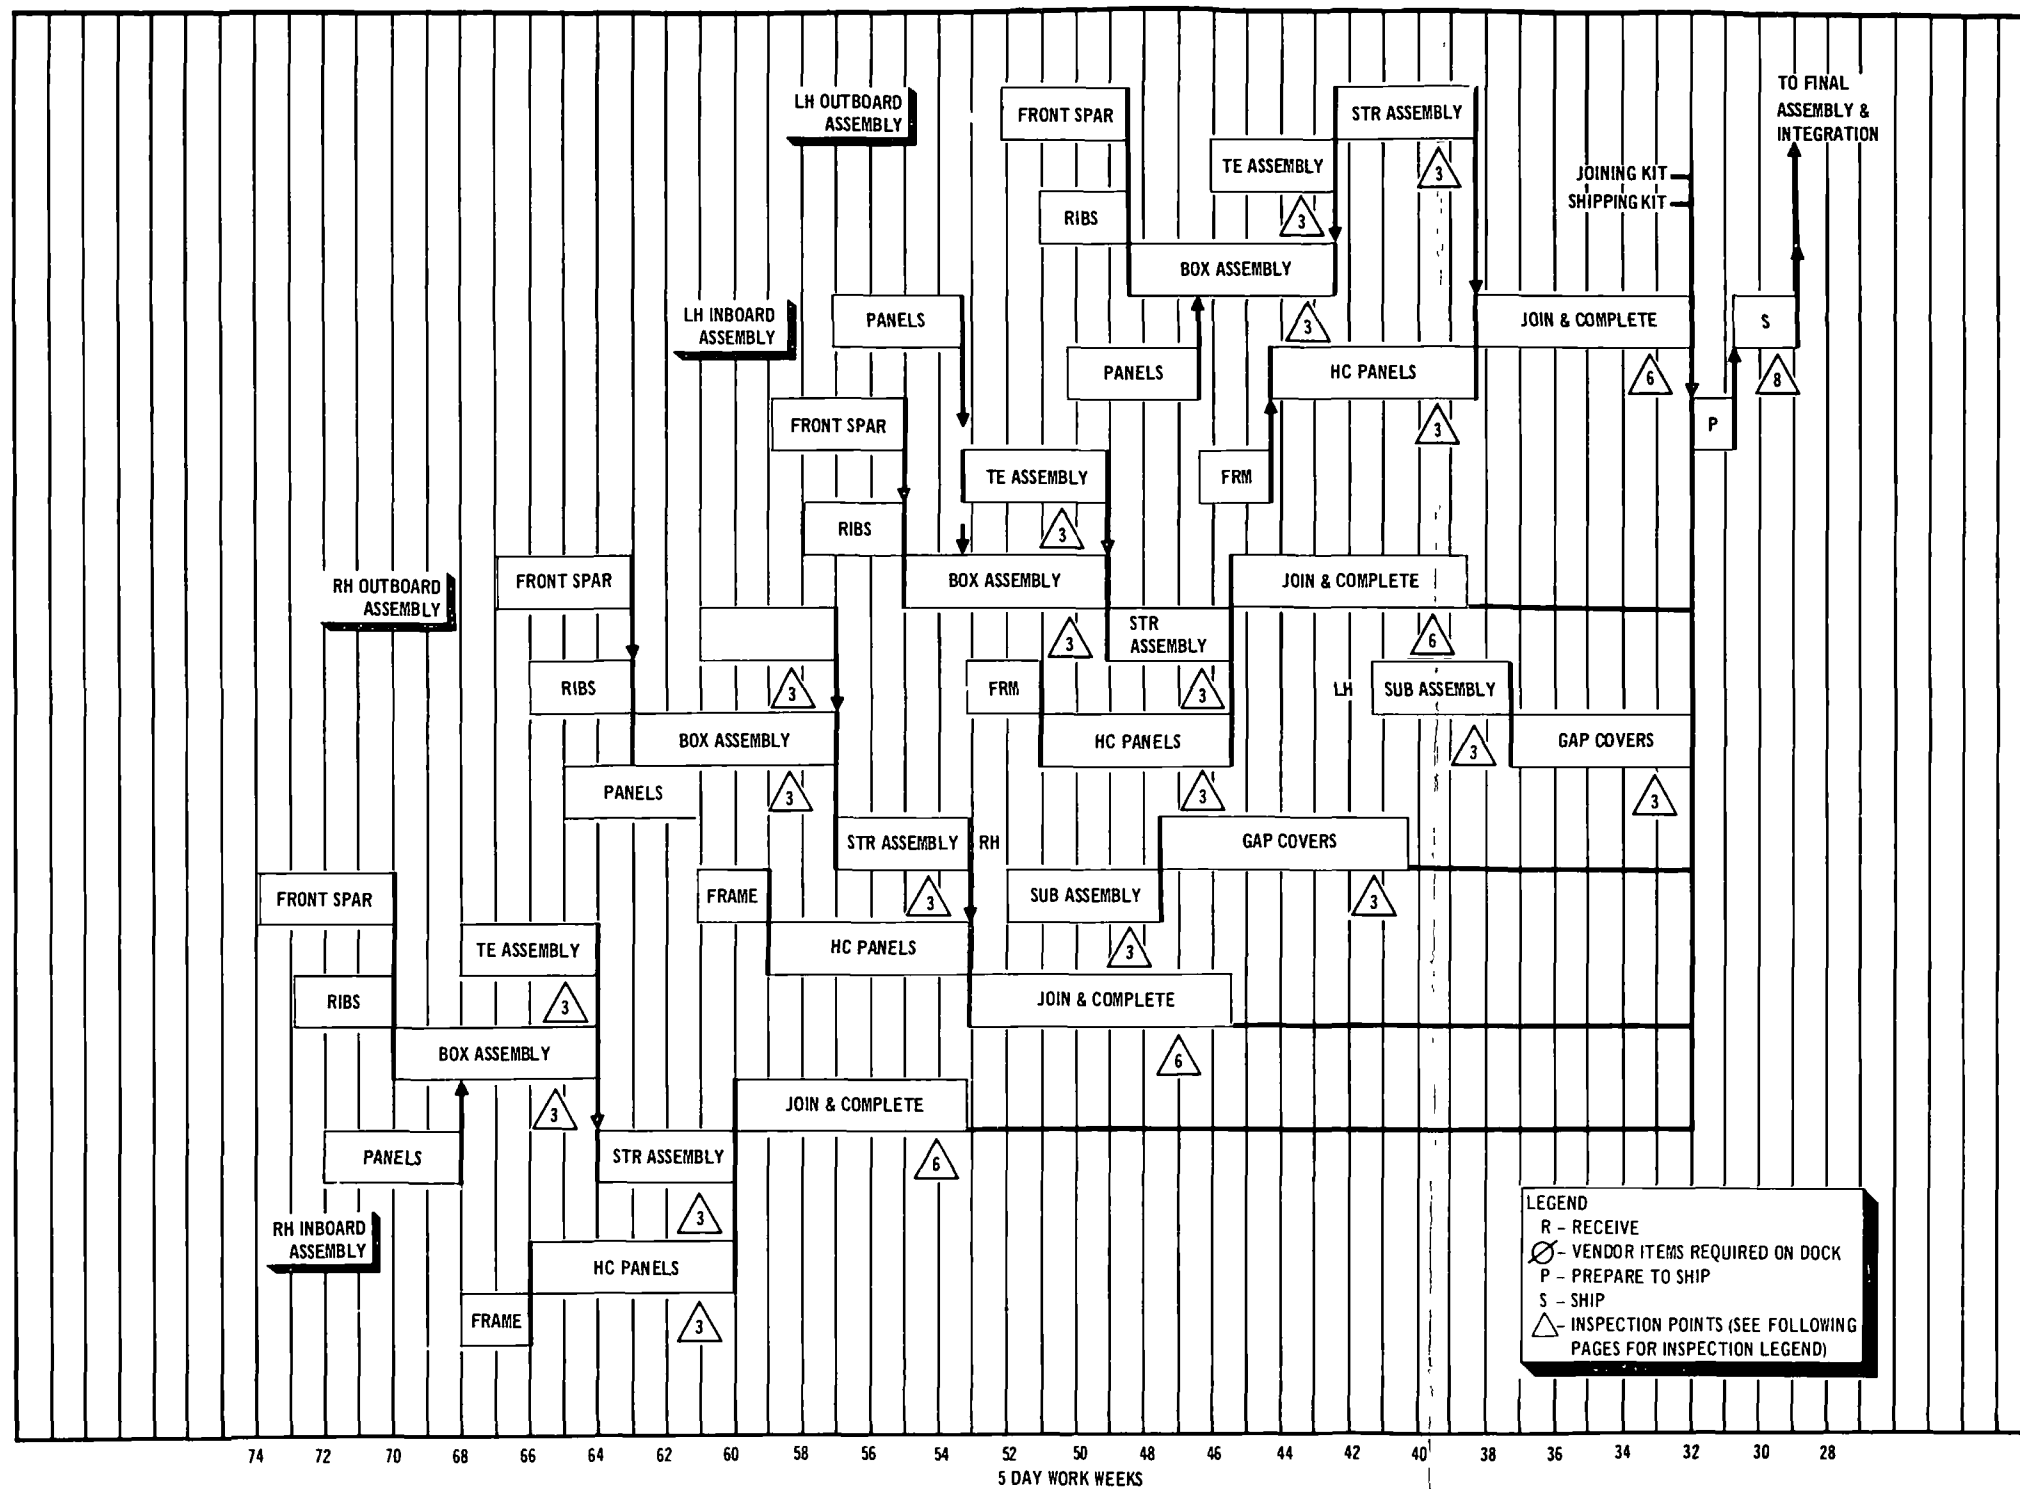 TO FINAL
ASSEMBLY &
INTEGRATION
LH OUTBOARD
ASSEMBLY
FRONT SPAR
STR ASSEMBLY
TE ASSEMBLY
3
JOINING KIT
SHIPPING KIT
RIBS
3
BOX ASSEMBLY
LH INBOARD
ASSEMBLY
PANELS
3
JOIN & COMPLETE
S
PANELS
HC PANELS
6
8
FRONT SPAR
3
P
TE ASSEMBLY
FRM
RIBS
3
FRONT SPAR
BOX ASSEMBLY
JOIN & COMPLETE
RH OUTBOARD
ASSEMBLY
3
STR
ASSEMBLY
6
RIBS
3
FRM
3
LH
SUB ASSEMBLY
BOX ASSEMBLY
HC PANELS
3
GAP COVERS
PANELS
3
3
3
STR ASSEMBLY
RH
GAP COVERS
FRONT SPAR
FRAME
3
SUB ASSEMBLY
3
TE ASSEMBLY
HC PANELS
3
RIBS
3
JOIN & COMPLETE
BOX ASSEMBLY
6
3
JOIN & COMPLETE
PANELS
STR ASSEMBLY
6
3
RH INBOARD
ASSEMBLY
HC PANELS
FRAME
3
LEGEND
R - RECEIVE
Ø - VENDOR ITEMS REQUIRED ON DOCK
P - PREPARE TO SHIP
S - SHIP
△ - INSPECTION POINTS (SEE FOLLOWING
PAGES FOR INSPECTION LEGEND)
74 72 70 68 66 64 62 60 58 56 54 52 50 48 46 44 42 40 38 36 34 32 30 28
5 DAY WORK WEEKS